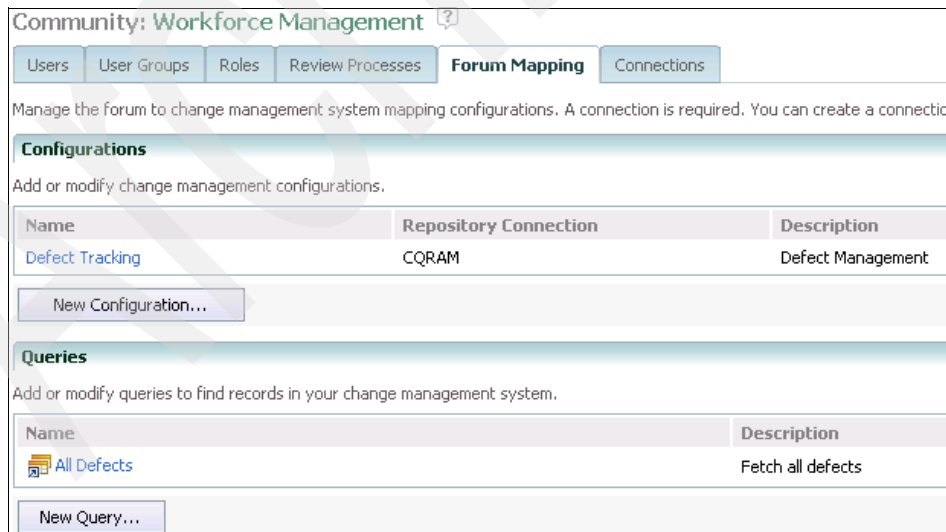 Community: Workforce Management ?
Users User Groups Roles Review Processes Forum Mapping Connections
Manage the forum to change management system mapping configurations. A connection is required. You can create a
Configurations
Add or modify change management configurations.
Name Repository Connection Description
Defect Tracking CQRAM Defect Management
New Configuration...
Queries
Add or modify queries to find records in your change management system.
Name Description
All Defects Fetch all defects
New Query...